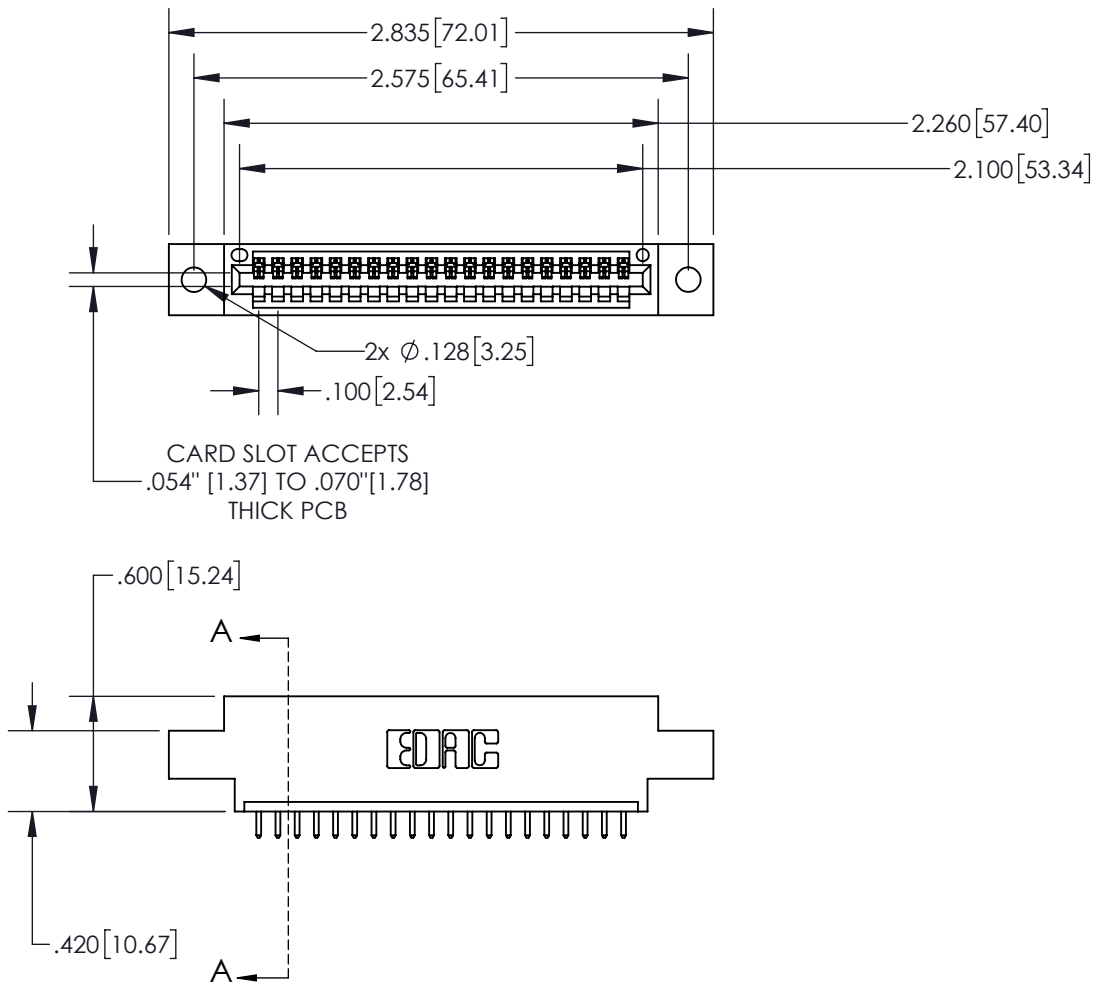 2.835[72.01]
2.575[65.41]
2.260[57.40]
2.100[53.34]
2x Ø.128[3.25]
.100[2.54]
CARD SLOT ACCEPTS
.054" [1.37] TO .070"[1.78]
THICK PCB
.600[15.24]
A
EDAC
.420[10.67]
A